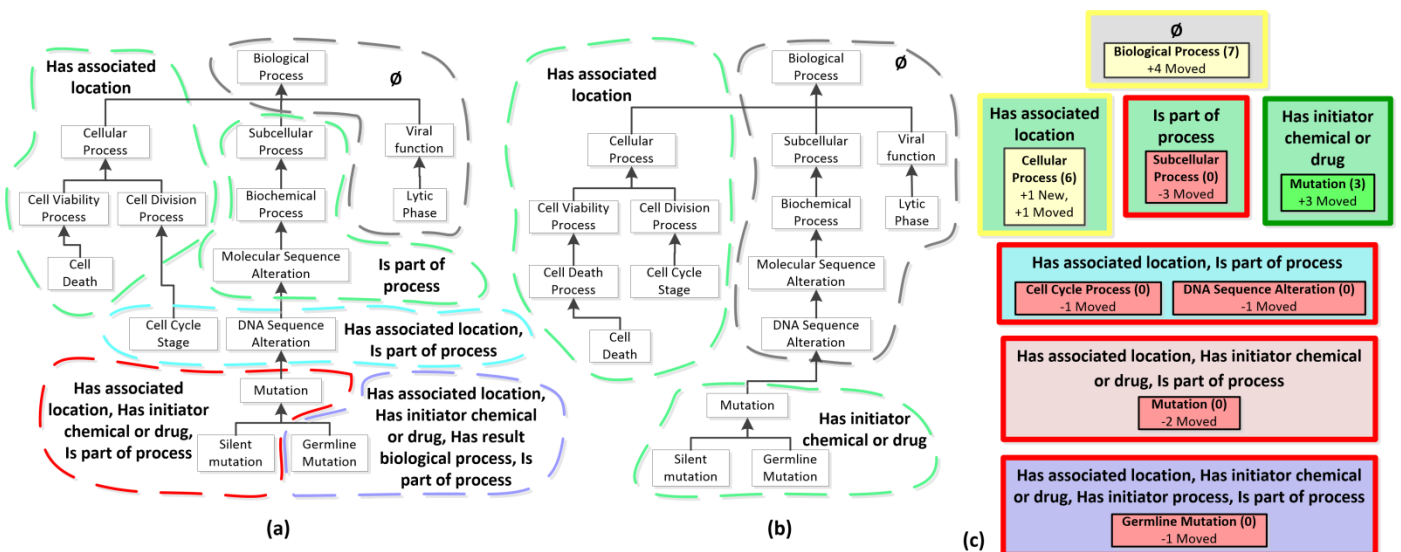 Has associated
location
Biological
Process
Ø
Cellular
Process
Subcellular
Process
Viral
function
Cell Viability
Process
Cell Division
Process
Biochemical
Process
Lytic
Phase
Cell
Death
Molecular Sequence
Alteration
Is part of
process
Cell Cycle
Stage
DNA Sequence
Alteration
Has associated location,
Is part of process
Mutation
Has associated
location, Has initiator
chemical or drug,
Is part of process
Silent
mutation
Germline
Mutation
Has associated location,
Has initiator chemical
or drug, Has result
biological process, Is
part of process
(a)
Has associated
location
Biological
Process
Ø
Cellular
Process
Subcellular
Process
Viral
function
Cell Viability
Process
Cell Division
Process
Biochemical
Process
Lytic
Phase
Cell Death
Process
Cell Cycle
Stage
Molecular Sequence
Alteration
Cell
Death
DNA Sequence
Alteration
Mutation
Has initiator
chemical or drug
Silent
mutation
Germline
Mutation
(b)
Ø
Biological Process (7)
+4 Moved
Has associated
location
Cellular
Process (6)
+1 New,
+1 Moved
Is part of
process
Subcellular
Process (0)
-3 Moved
Has initiator
chemical or
drug
Mutation (3)
+3 Moved
Has associated location, Is part of process
Cell Cycle Process (0)
-1 Moved
DNA Sequence Alteration (0)
-1 Moved
Has associated location, Has initiator chemical
or drug, Is part of process
Mutation (0)
-2 Moved
Has associated location, Has initiator chemical
or drug, Has initiator process, Is part of process
Germline Mutation (0)
-1 Moved
(c)